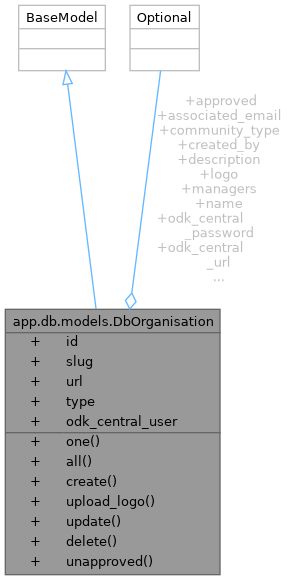 BaseModel
Optional
+approved
+associated_email
+community_type
+created_by
+description
+logo
+managers
+name
+odk_central
_password
+odk_central
_url
...
app.db.models.DbOrganisation
+ id
+ slug
+ url
+ type
+ odk_central_user
+ one()
+ all()
+ create()
+ upload_logo()
+ update()
+ delete()
+ unapproved()